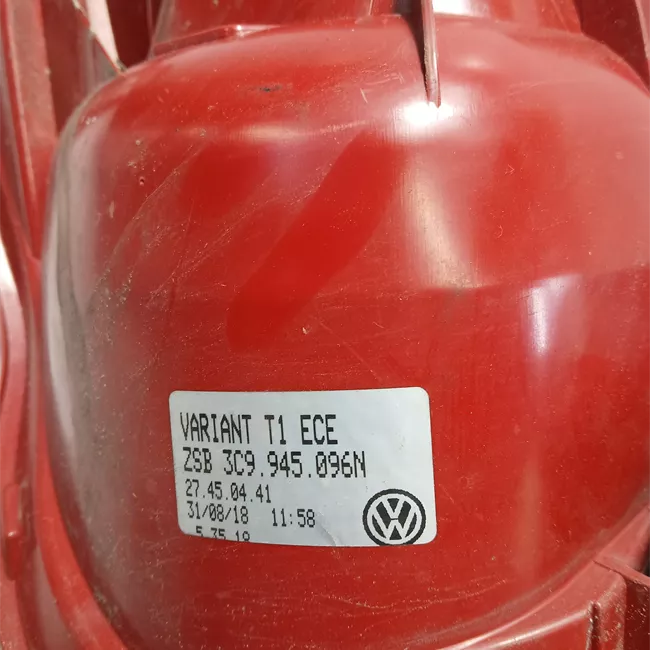 VARIANT T1 ECE
ZSB 3C9.945.096N
27.45.04.41
31/08/18 11:58